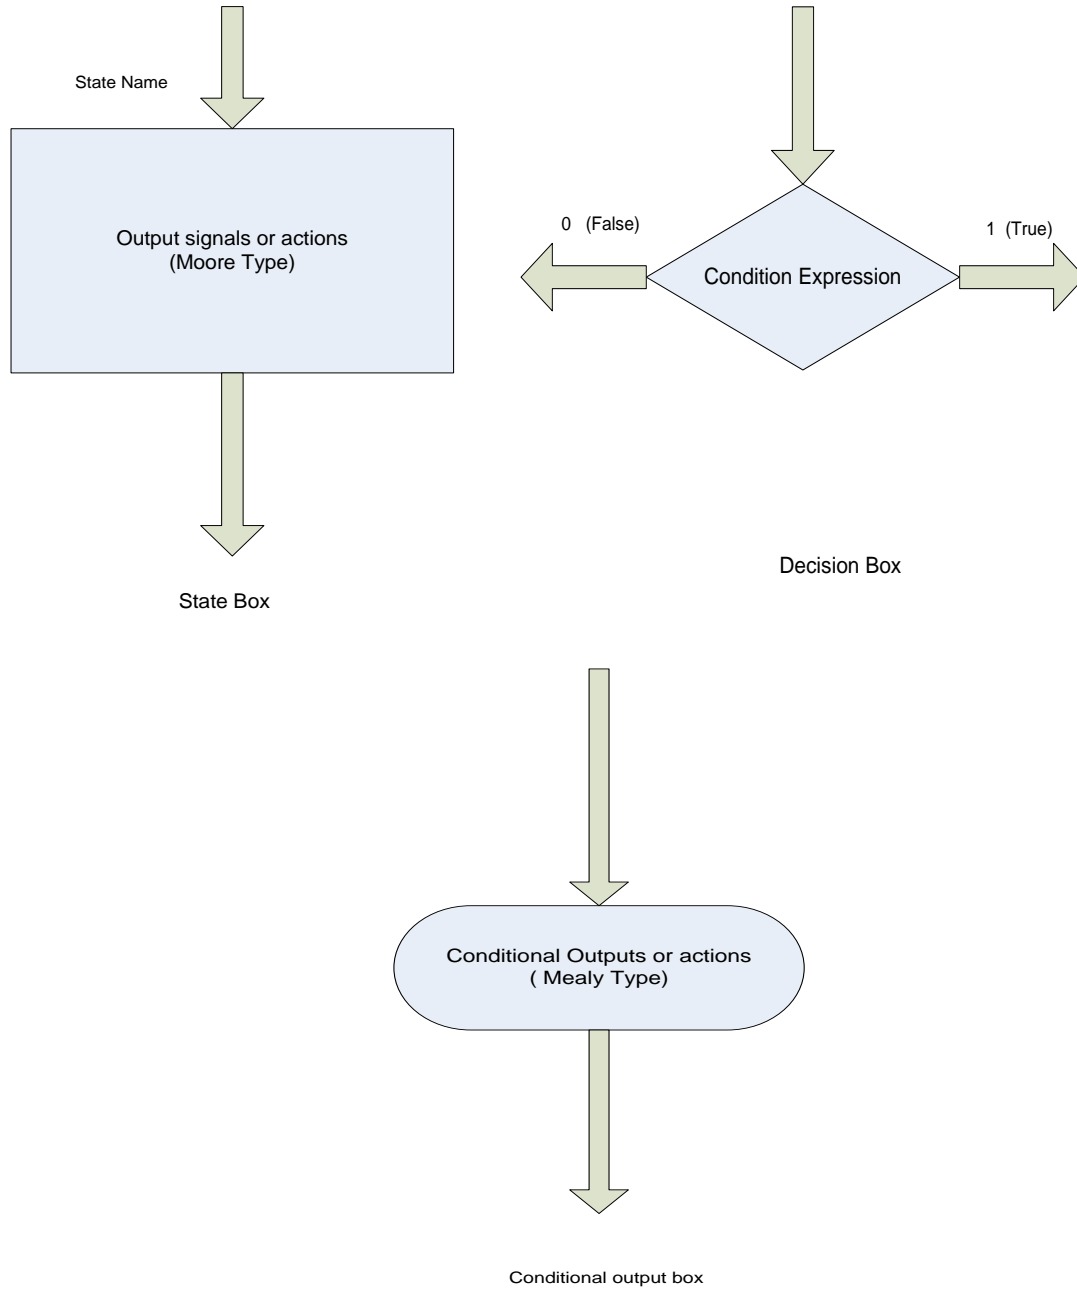 State Name
Output signals or actions
(Moore Type)
State Box
0 (False)
1 (True)
Condition Expression
Decision Box
Conditional Outputs or actions
( Mealy Type)
Conditional output box